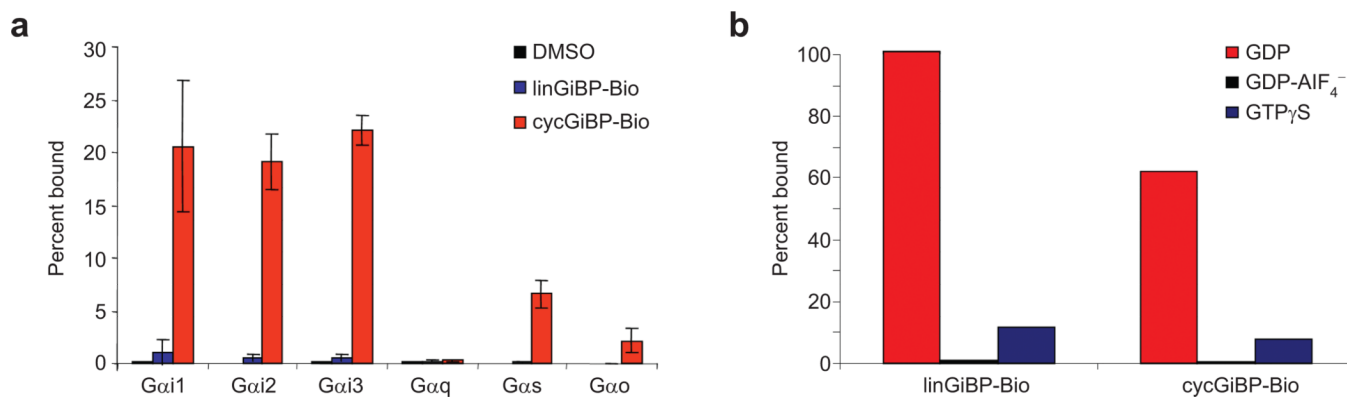 a
30
25
20
15
10
5
0
Percent bound
DMSO
linGiBP-Bio
cycGiBP-Bio
Gαi1 Gαi2 Gαi3 Gαq Gαs Gαo
b
100
80
60
40
20
0
Percent bound
GDP
GDP-AlF₄⁻
GTPγS
linGiBP-Bio cycGiBP-Bio